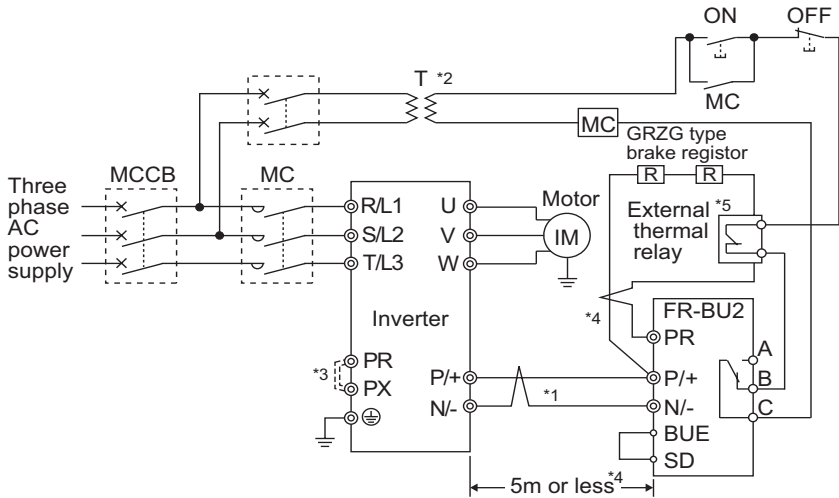 ON
OFF
T *2
MC
MC
GRZG type
brake registor
R
R
MCCB
MC
Three
phase
AC
power
supply
R/L1
S/L2
T/L3
U
V
W
Motor
IM
External *5
thermal
relay
Inverter
*4
FR-BU2
PR
A
B
C
*3
PR
PX
P/+
N/-
*1
P/+
N/-
BUE
SD
5m or less*4